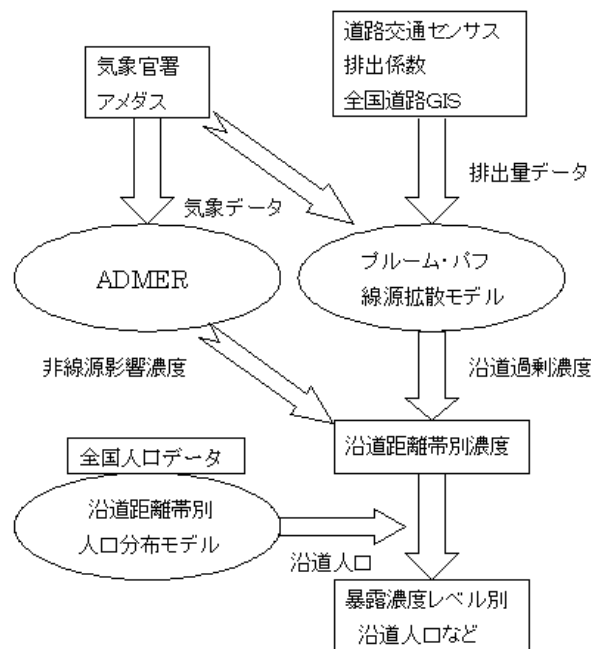 気象官署
アメダス
道路交通センサス
排出係数
全国道路GIS
排出量データ
気象データ
ADMER
プルーム・パフ
線源拡散モデル
非線源影響濃度
沿道過剰濃度
沿道距離帯別濃度
全国人口データ
沿道距離帯別
人口分布モデル
沿道人口
暴露濃度レベル別
沿道人口など